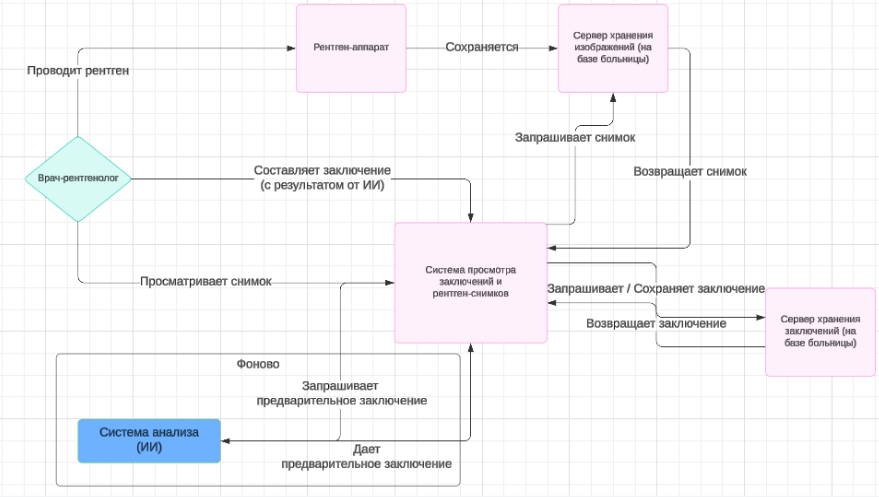 Рентген-аппарат
Сохраняется
Сервер хранения
изображений (на
базе больницы)
Проводит рентген
Запрашивает снимок
Врач-рентгенолог
Составляет заключение
(с результатом от ИИ)
Возвращает снимок
Просматривает снимок
Система просмотра
заключений и
рентген-снимков
Запрашивает / Сохраняет заключение
Возвращает заключение
Сервер хранения
заключений (на
базе больницы)
Фоново
Запрашивает
предварительное заключение
Система анализа
(ИИ)
Дает
предварительное заключение